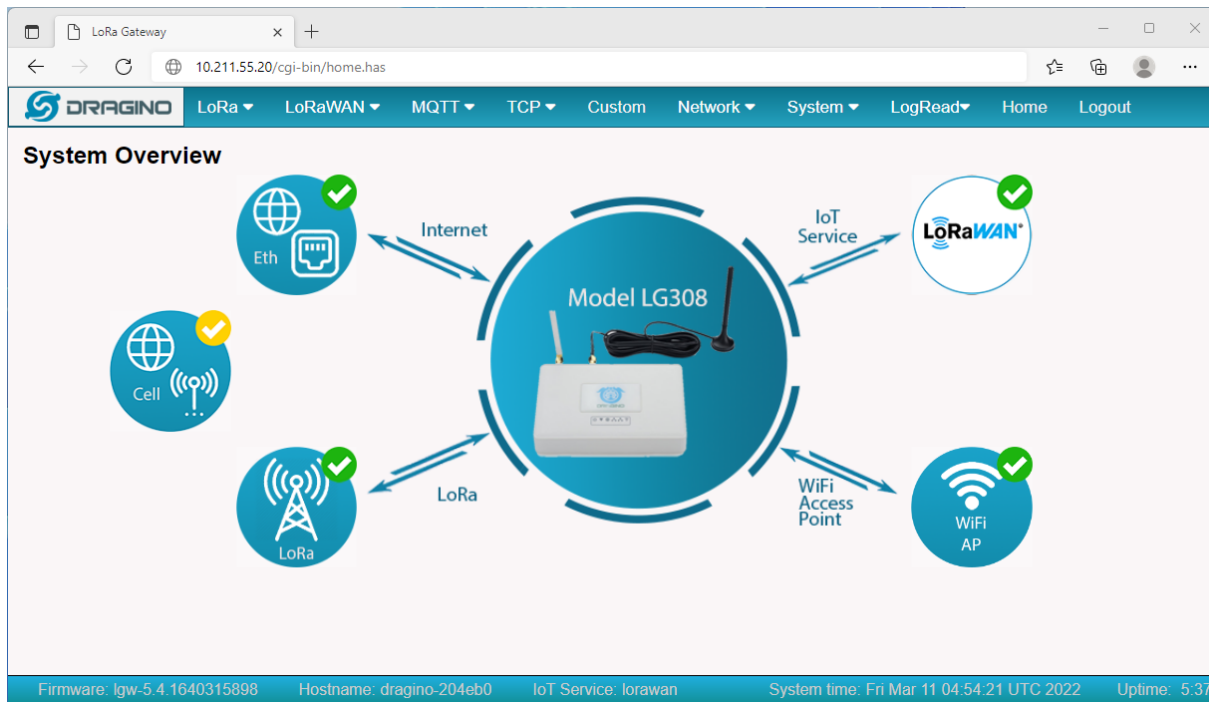 LoRa Gateway
10.211.55.20/cgi-bin/home.has
DRAGINO LoRa LoRaWAN MQTT TCP Custom Network System LogRead Home Logout
System Overview
Eth
Internet
IoT
Service
LoRaWAN
Model LG308
Cell
LoRa
LoRa
WiFi
Access
Point
WiFi
AP
Firmware: lgw-5.4.1640315898 Hostname: dragino-204eb0 IoT Service: lorawan System time: Fri Mar 11 04:54:21 UTC 2022 Uptime: 5:37